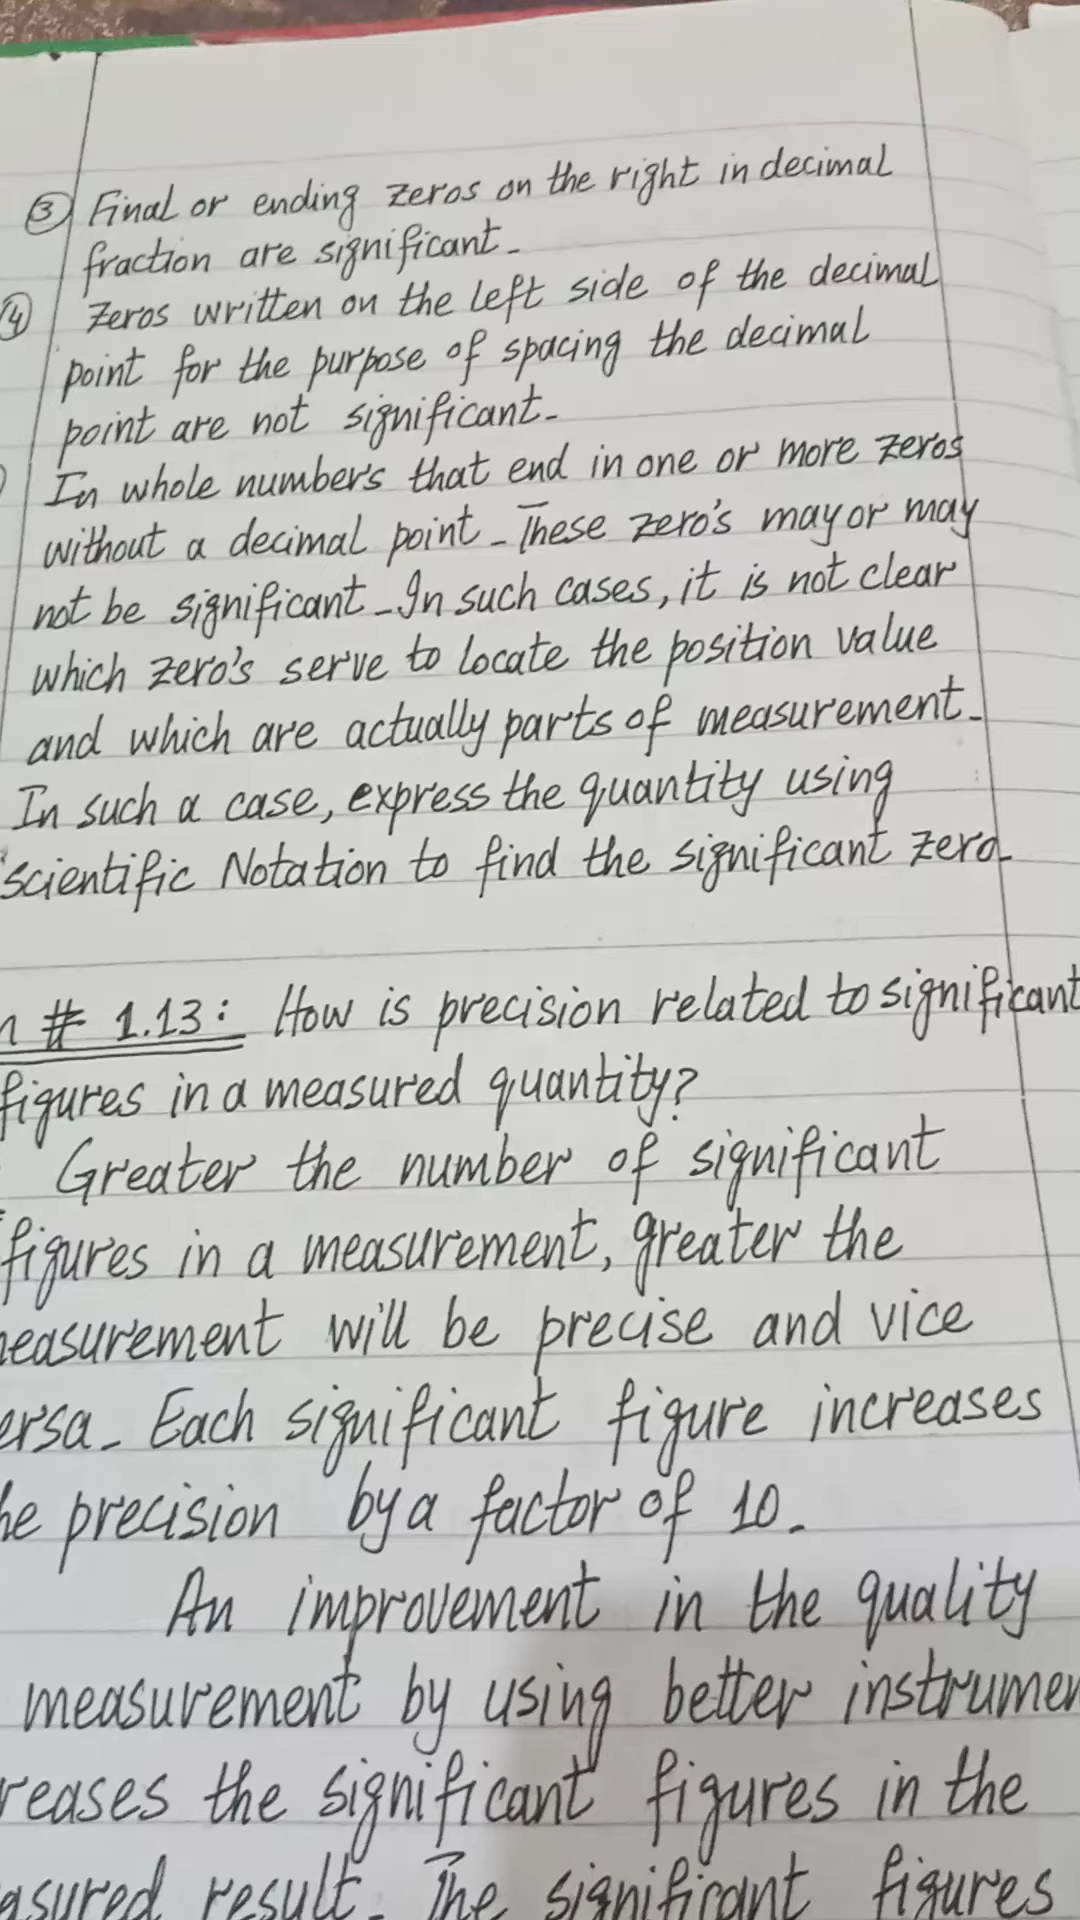 ③ Final or ending zeros on the right in decimal
fraction are significant.
④ Zeros written on the left side of the decimal
point for the purpose of spacing the decimal
point are not significant.
In whole numbers that end in one or more zeros
without a decimal point. These zero's may or may
not be significant. In such cases, it is not clear
which zero's serve to locate the position value
and which are actually parts of measurement.
In such a case, express the quantity using
scientific Notation to find the significant zero.
n # 1.13: How is precision related to significant
figures in a measured quantity?
Greater the number of significant
figures in a measurement, greater the
measurement will be precise and vice
ersa. Each significant figure increases
he precision by a factor of 10.
An improvement in the quality
measurement by using better instrumen
reases the significant figures in the
asured result. The significant figures